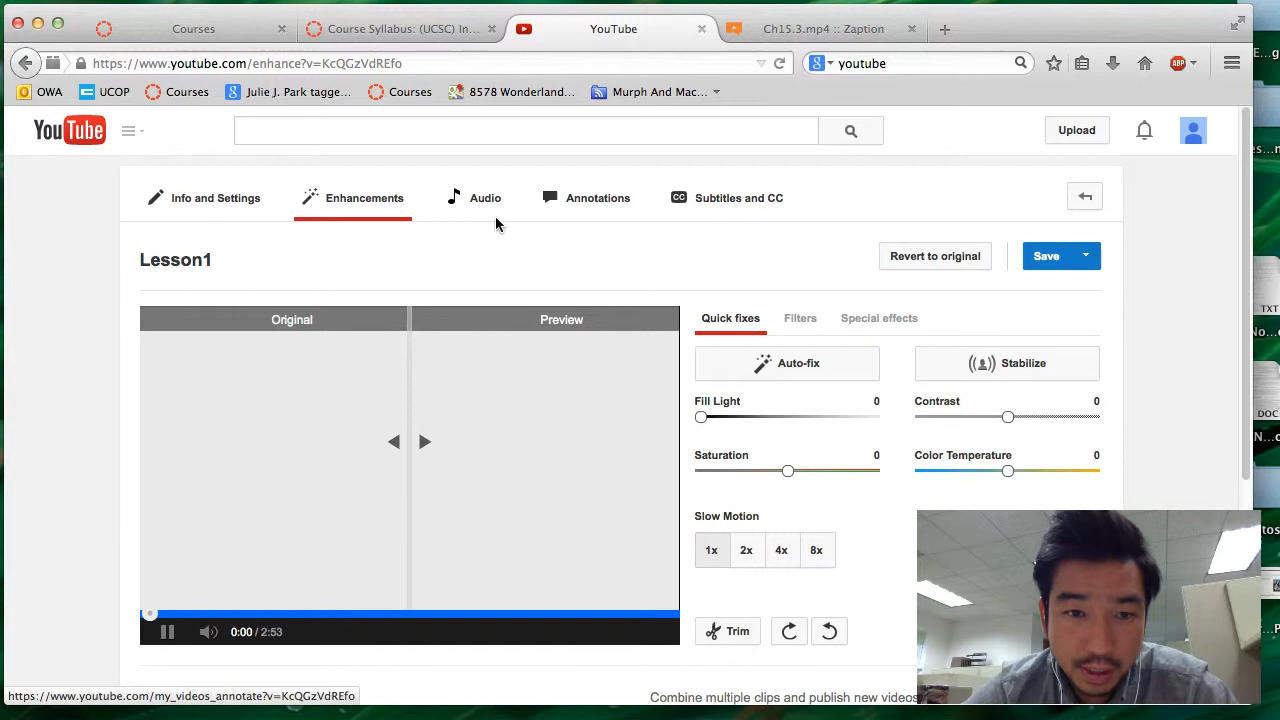 Courses
Course Syllabus: (UCSC) In...
YouTube
Ch15.3.mp4 :: Zaption
https://www.youtube.com/enhance?v=KcQGzVdREfo
youtube
ABP
OWA
UCOP
Courses
Julie J. Park tagge...
Courses
8578 Wonderland...
Murph And Mac...
YouTube
Upload
Info and Settings
Enhancements
Audio
Annotations
CC Subtitles and CC
Lesson1
Revert to original
Save
Original
Preview
Quick fixes
Filters
Special effects
Auto-fix
Stabilize
Fill Light 0
Contrast 0
Saturation 0
Color Temperature 0
Slow Motion
1x
2x
4x
8x
0:00 / 2:53
Trim
https://www.youtube.com/my_videos_annotate?v=KcQGzVdREfo
Combine multiple clips and publish new videos
TXT
DOC